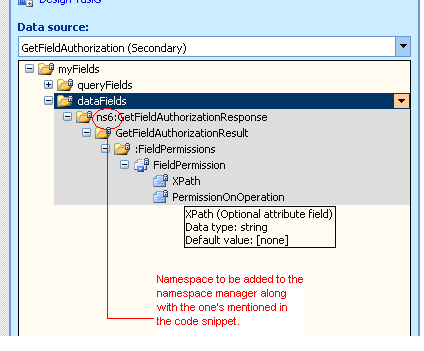 Design Tasks
Data source:
GetFieldAuthorization (Secondary)
myFields
queryFields
dataFields
ns6:GetFieldAuthorizationResponse
GetFieldAuthorizationResult
:FieldPermissions
FieldPermission
XPath
PermissionOnOperation
XPath (Optional attribute field)
Data type: string
Default value: [none]
Namespace to be added to the
namespace manager along
with the one's mentioned in
the code snippet.